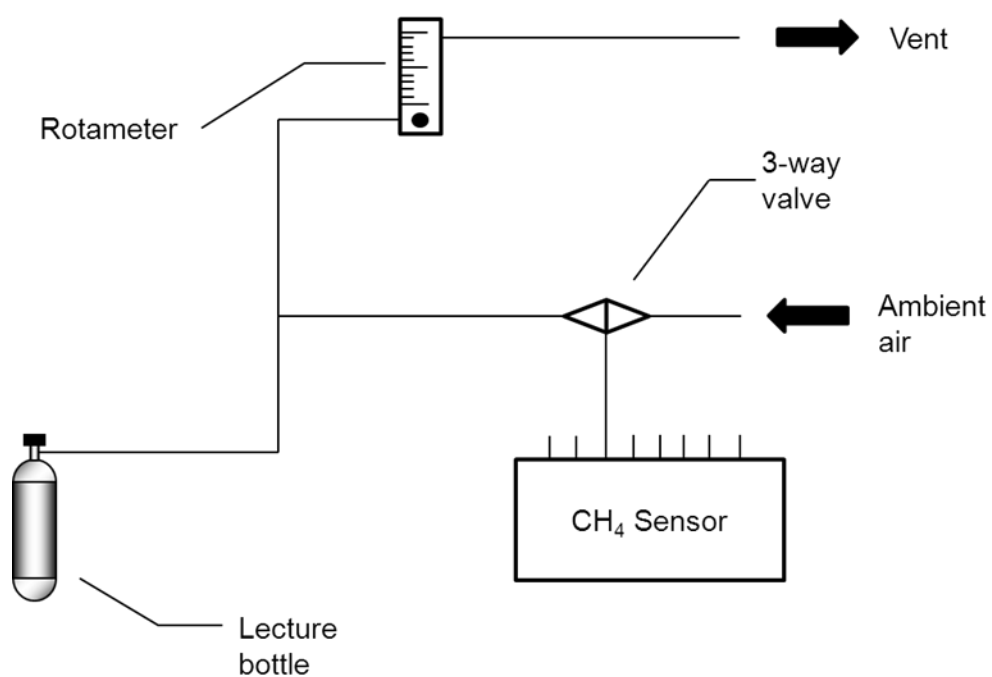 Vent
Rotameter
3-way
valve
Ambient
air
CH₄ Sensor
Lecture
bottle